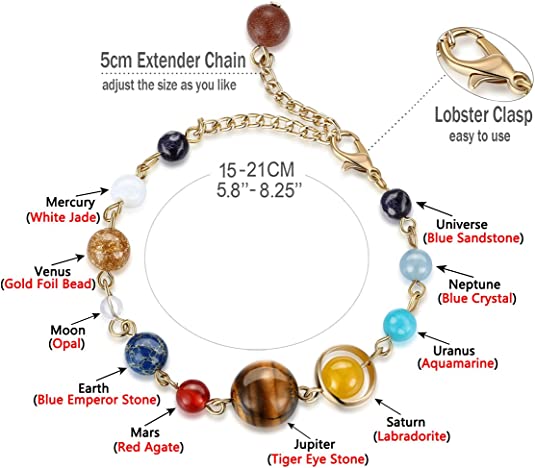 5cm Extender Chain
adjust the size as you like
Lobster Clasp
easy to use
15-21CM
5.8’’- 8.25’’
Mercury
(White Jade)
Venus
(Gold Foil Bead)
Moon
(Opal)
Earth
(Blue Emperor Stone)
Mars
(Red Agate)
Jupiter
(Tiger Eye Stone)
Saturn
(Labradorite)
Uranus
(Aquamarine)
Neptune
(Blue Crystal)
Universe
(Blue Sandstone)